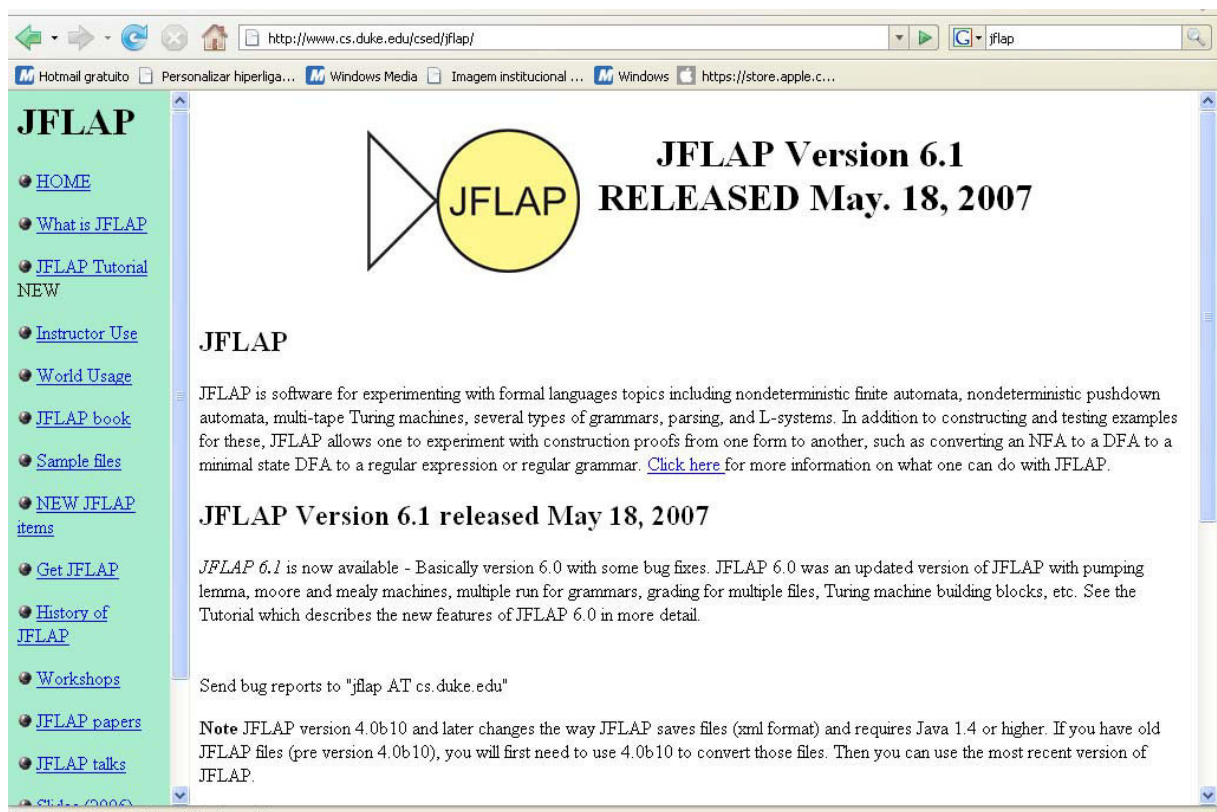 http://www.cs.duke.edu/csed/jflap/
G jflap
Hotmail gratuito Personalizar hiperliga... Windows Media Imagem institucional ... Windows https://store.apple.c...
JFLAP
HOME
What is JFLAP
JFLAP Tutorial
NEW
Instructor Use
World Usage
JFLAP book
Sample files
NEW JFLAP
items
Get JFLAP
History of
JFLAP
Workshops
JFLAP papers
JFLAP talks
Slides (2006)
JFLAP
JFLAP Version 6.1
RELEASED May. 18, 2007
JFLAP
JFLAP is software for experimenting with formal languages topics including nondeterministic finite automata, nondeterministic pushdown
automata, multi-tape Turing machines, several types of grammars, parsing, and L-systems. In addition to constructing and testing examples
for these, JFLAP allows one to experiment with construction proofs from one form to another, such as converting an NFA to a DFA to a
minimal state DFA to a regular expression or regular grammar. Click here for more information on what one can do with JFLAP.
JFLAP Version 6.1 released May 18, 2007
JFLAP 6.1 is now available - Basically version 6.0 with some bug fixes. JFLAP 6.0 was an updated version of JFLAP with pumping
lemma, moore and mealy machines, multiple run for grammars, grading for multiple files, Turing machine building blocks, etc. See the
Tutorial which describes the new features of JFLAP 6.0 in more detail.
Send bug reports to "jflap AT cs.duke.edu"
Note JFLAP version 4.0b10 and later changes the way JFLAP saves files (xml format) and requires Java 1.4 or higher. If you have old
JFLAP files (pre version 4.0b10), you will first need to use 4.0b10 to convert those files. Then you can use the most recent version of
JFLAP.